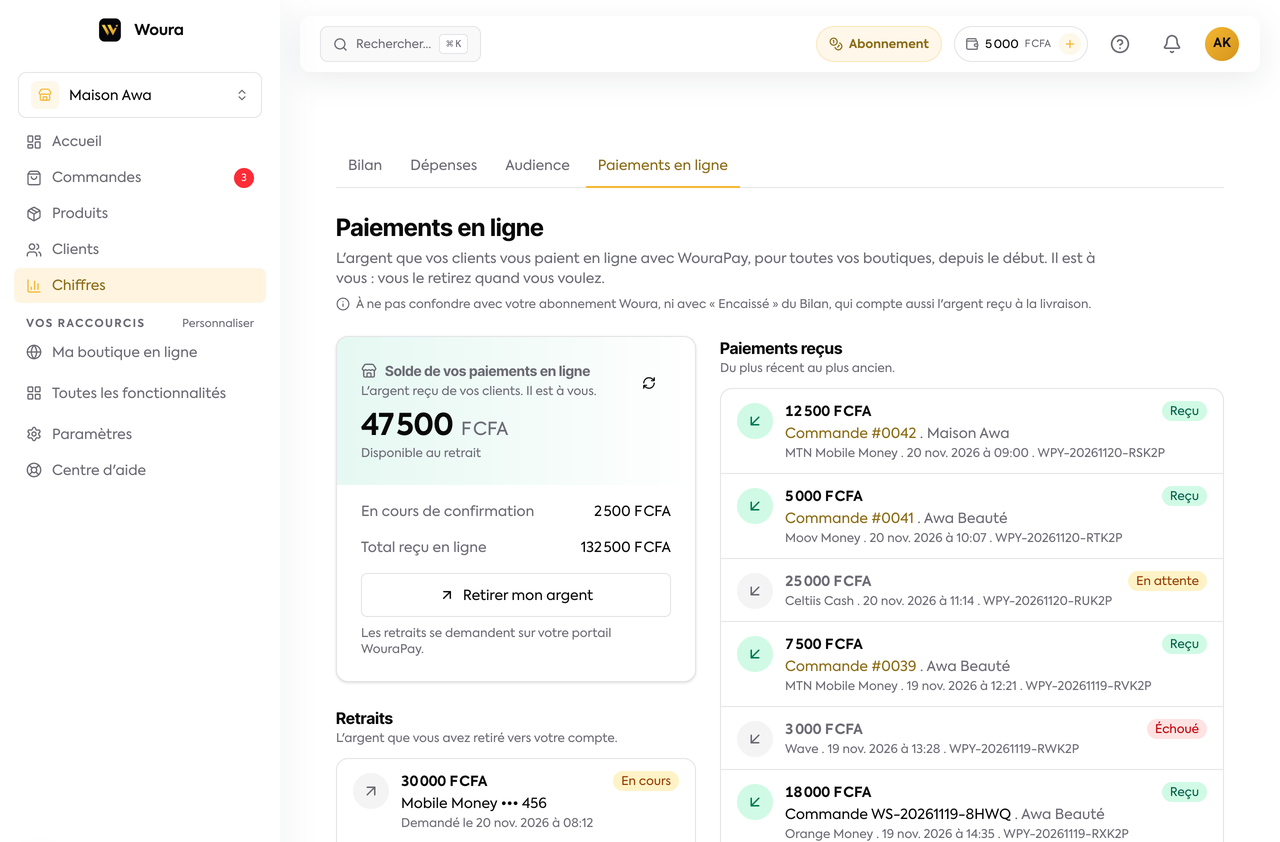 Woura
Rechercher...
⌘ K
Abonnement
5 000 FCFA
AK
Maison Awa
Accueil
Commandes
3
Produits
Clients
Chiffres
VOS RACCOURCIS
Personnaliser
Ma boutique en ligne
Toutes les fonctionnalités
Paramètres
Centre d'aide
Bilan
Dépenses
Audience
Paiements en ligne
Paiements en ligne
L'argent que vos clients vous paient en ligne avec WouraPay, pour toutes vos boutiques, depuis le début. Il est à
vous : vous le retirez quand vous voulez.
À ne pas confondre avec votre abonnement Woura, ni avec « Encaissé » du Bilan, qui compte aussi l'argent reçu à la livraison.
Solde de vos paiements en ligne
L'argent reçu de vos clients. Il est à vous.
47 500 FCFA
Disponible au retrait
En cours de confirmation
2 500 FCFA
Total reçu en ligne
132 500 FCFA
Retirer mon argent
Les retraits se demandent sur votre portail
WouraPay.
Retraits
L'argent que vous avez retiré vers votre compte.
30 000 FCFA
En cours
Mobile Money ••• 456
Demandé le 20 nov. 2026 à 08:12
Paiements reçus
Du plus récent au plus ancien.
12 500 FCFA
Reçu
Commande #0042 . Maison Awa
MTN Mobile Money . 20 nov. 2026 à 09:00 . WPY-20261120-RSK2P
5 000 FCFA
Reçu
Commande #0041 . Awa Beauté
Moov Money . 20 nov. 2026 à 10:07 . WPY-20261120-RTK2P
25 000 FCFA
En attente
Celtiis Cash . 20 nov. 2026 à 11:14 . WPY-20261120-RUK2P
7 500 FCFA
Reçu
Commande #0039 . Awa Beauté
MTN Mobile Money . 19 nov. 2026 à 12:21 . WPY-20261119-RVK2P
3 000 FCFA
Échoué
Wave . 19 nov. 2026 à 13:28 . WPY-20261119-RWK2P
18 000 FCFA
Reçu
Commande WS-20261119-8HWQ . Awa Beauté
Orange Money . 19 nov. 2026 à 14:35 . WPY-20261119-RXK2P